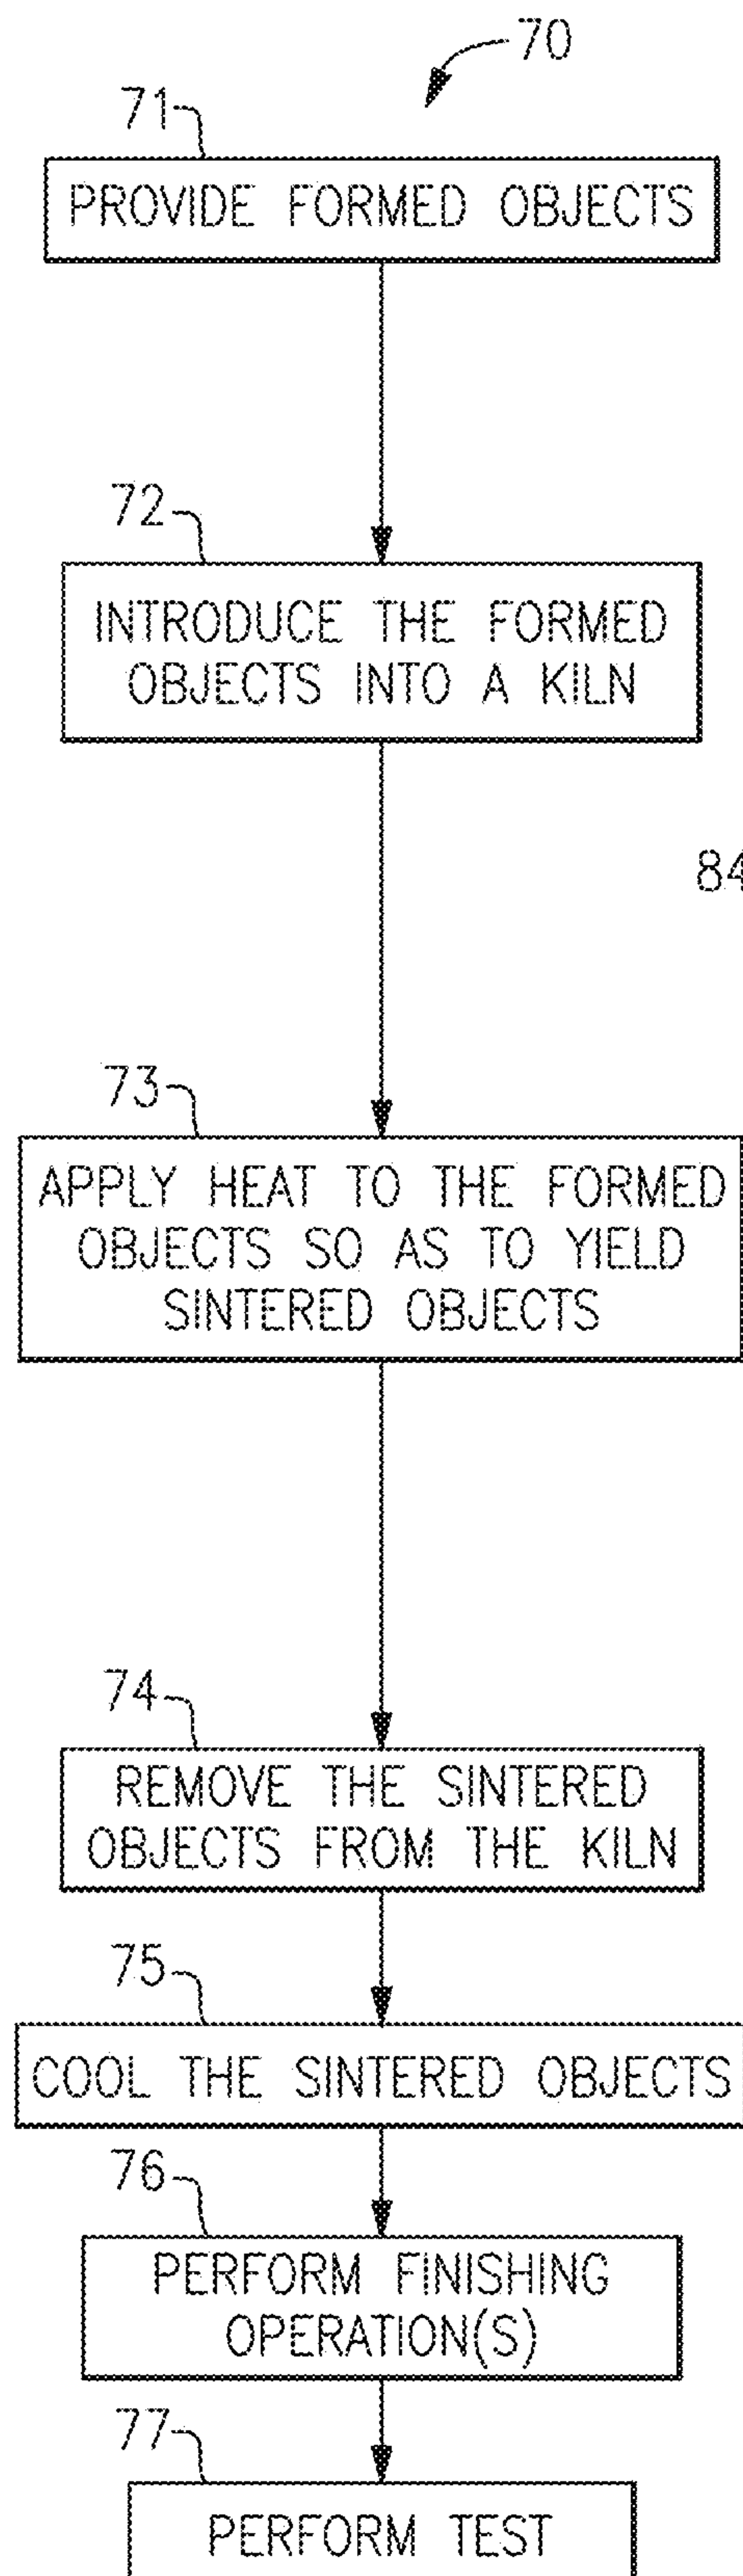 70
71
PROVIDE FORMED OBJECTS
72
INTRODUCE THE FORMED
OBJECTS INTO A KILN
84
73
APPLY HEAT TO THE FORMED
OBJECTS SO AS TO YIELD
SINTERED OBJECTS
74
REMOVE THE SINTERED
OBJECTS FROM THE KILN
75
COOL THE SINTERED OBJECTS
76
PERFORM FINISHING
OPERATION(S)
77
PERFORM TEST